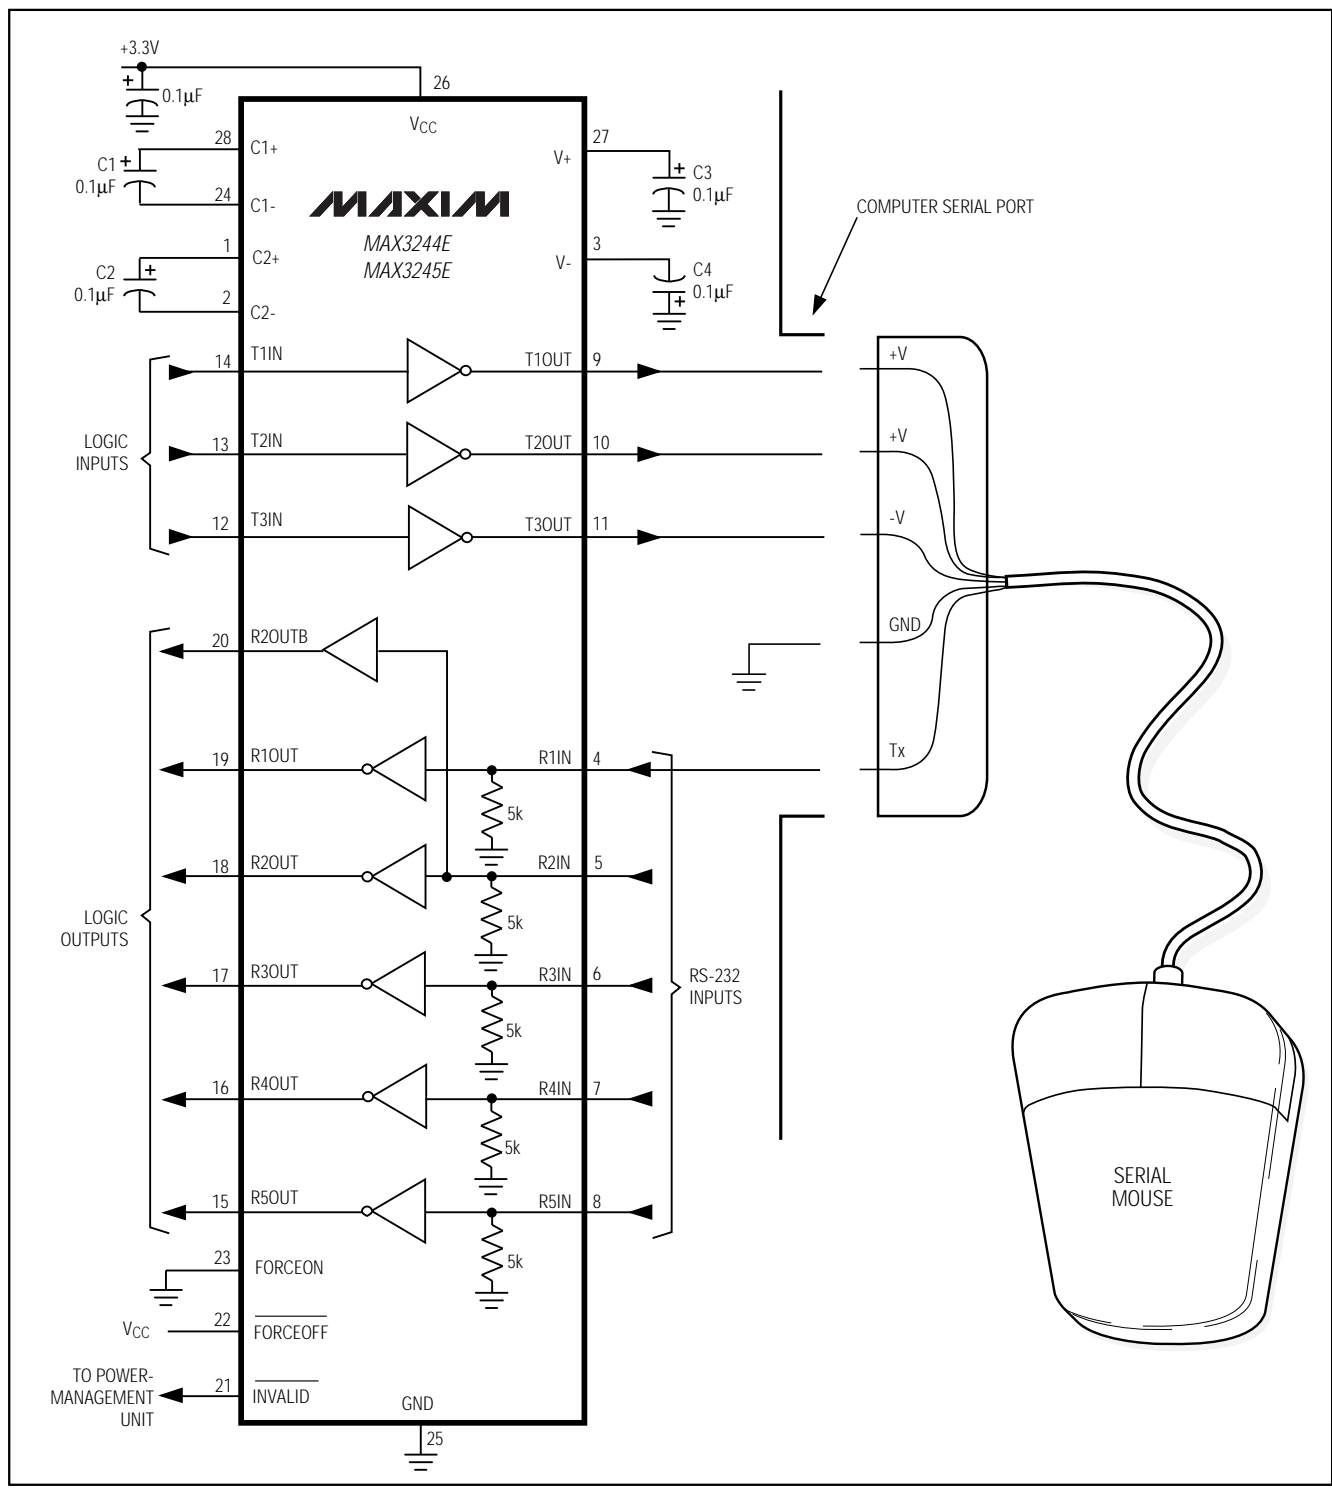 +3.3V
0.1µF
26
VCC
28
C1+
C1
0.1µF
24
C1-
1
C2+
C2
0.1µF
2
C2-
MAXIM
MAX3244E
MAX3245E
27
V+
C3
0.1µF
3
V-
C4
0.1µF
COMPUTER SERIAL PORT
LOGIC
INPUTS
14
T1IN
T1OUT
9
+V
13
T2IN
T2OUT
10
+V
12
T3IN
T3OUT
11
-V
GND
Tx
20
R2OUTB
19
R1OUT
R1IN
4
5k
18
R2OUT
R2IN
5
5k
LOGIC
OUTPUTS
17
R3OUT
R3IN
6
5k
RS-232
INPUTS
16
R4OUT
R4IN
7
5k
15
R5OUT
R5IN
8
5k
23
FORCEON
VCC
22
FORCEOFF
TO POWER-
MANAGEMENT
UNIT
21
INVALID
GND
25
SERIAL
MOUSE